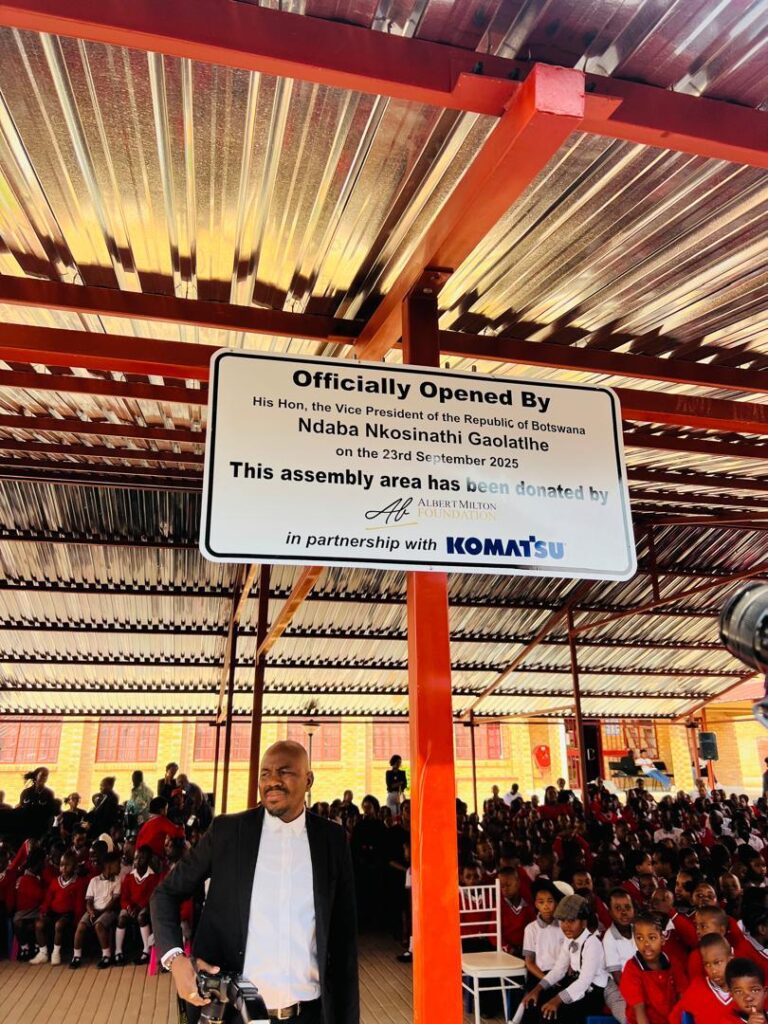 Officially Opened By
His Hon, the Vice President of the Republic of Botswana
Ndaba Nkosinathi Gaolatlhe
on the 23rd September 2025
This assembly area has been donated by
Ab ALBERT MILTON
FOUNDATION
in partnership with KOMATSU